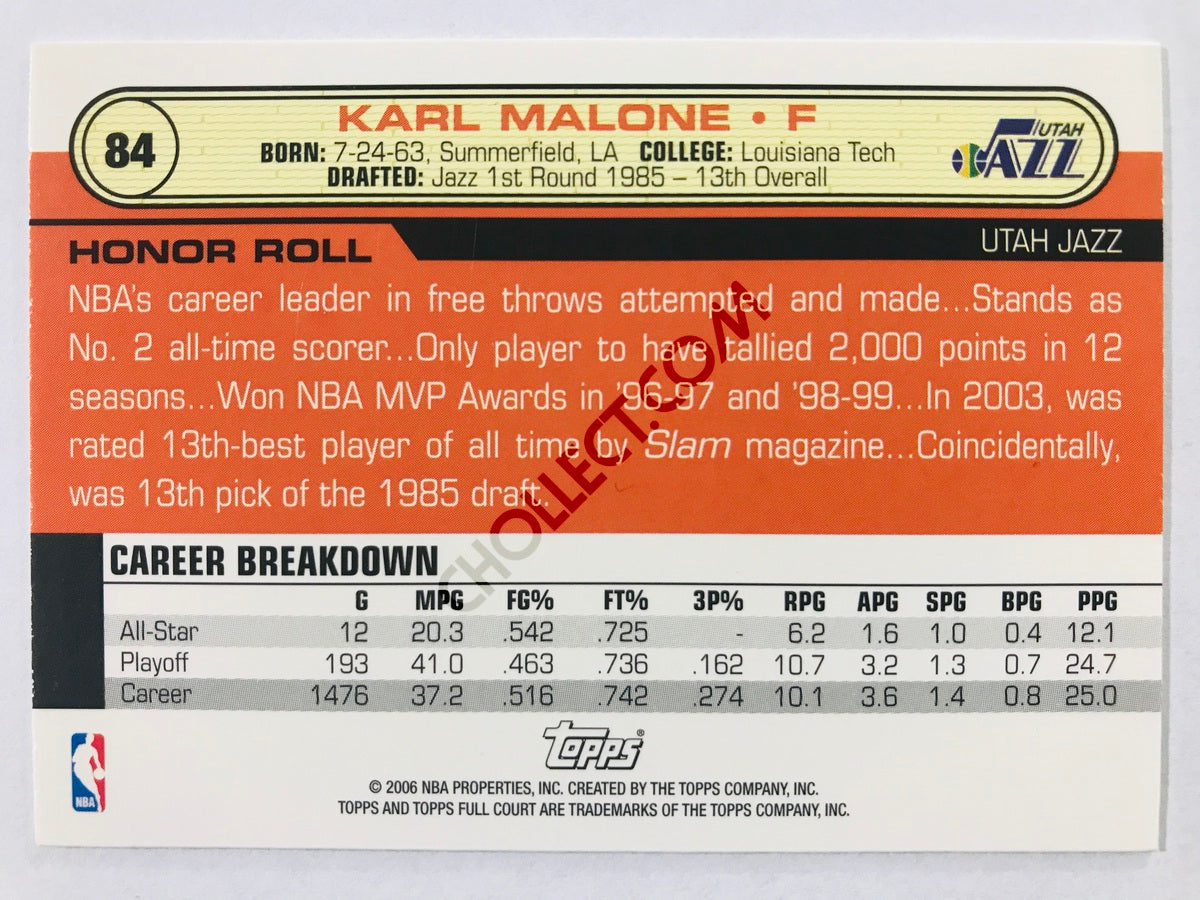 84
KARL MALONE • F
BORN: 7-24-63, Summerfield, LA COLLEGE: Louisiana Tech
DRAFTED: Jazz 1st Round 1985 – 13th Overall
UTAH
JAZZ
HONOR ROLL
UTAH JAZZ
NBA's career leader in free throws attempted and made...Stands as
No. 2 all-time scorer...Only player to have tallied 2,000 points in 12
seasons...Won NBA MVP Awards in '96-97 and '98-99...In 2003, was
rated 13th-best player of all time by Slam magazine...Coincidentally,
was 13th pick of the 1985 draft.
CHOLLECT.COM
CAREER BREAKDOWN
G MPG FG% FT% 3P% RPG APG SPG BPG PPG
All-Star 12 20.3 .542 .725 - 6.2 1.6 1.0 0.4 12.1
Playoff 193 41.0 .463 .736 .162 10.7 3.2 1.3 0.7 24.7
Career 1476 37.2 .516 .742 .274 10.1 3.6 1.4 0.8 25.0
NBA
Topps®
© 2006 NBA PROPERTIES, INC. CREATED BY THE TOPPS COMPANY, INC.
TOPPS AND TOPPS FULL COURT ARE TRADEMARKS OF THE TOPPS COMPANY, INC.